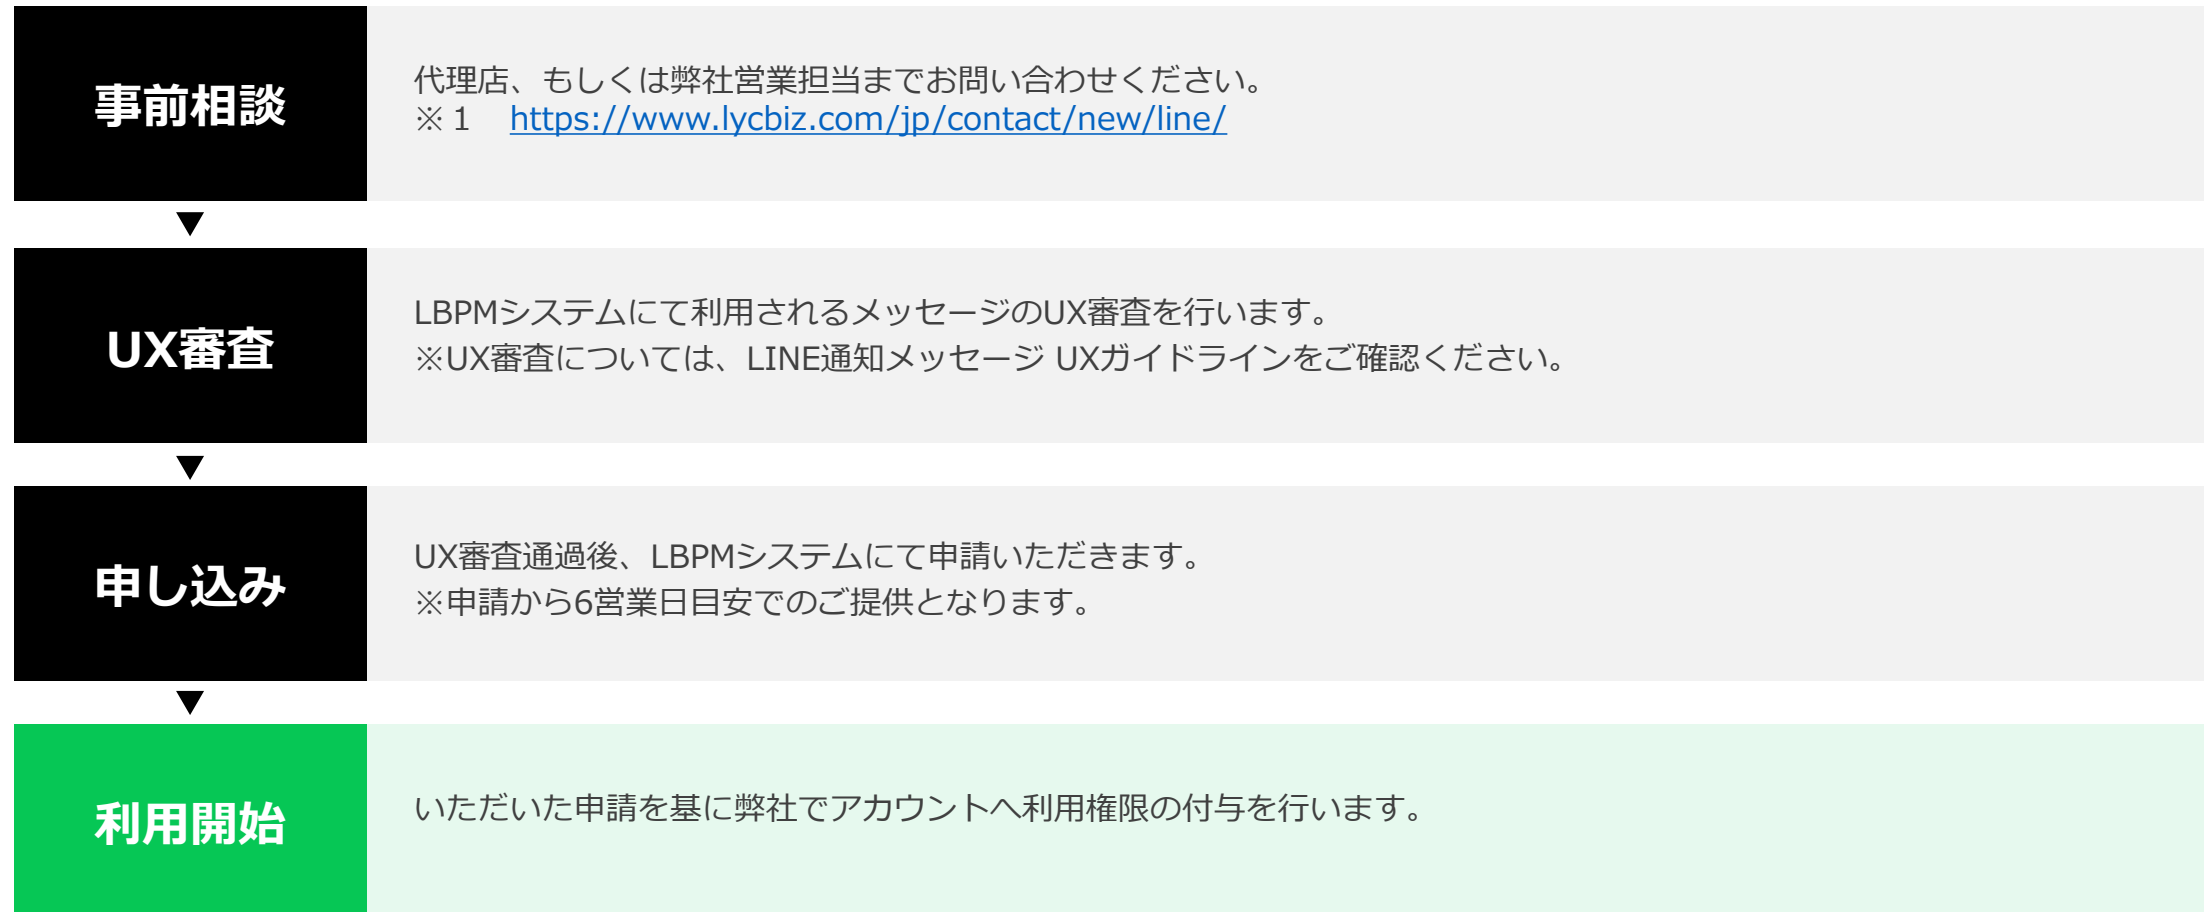 事前相談
代理店、もしくは弊社営業担当までお問い合わせください。
※１　https://www.lycbiz.com/jp/contact/new/line/
▼
UX審査
LBPMシステムにて利用されるメッセージのUX審査を行います。
※UX審査については、LINE通知メッセージ UXガイドラインをご確認ください。
▼
申し込み
UX審査通過後、LBPMシステムにて申請いただきます。
※申請から6営業日目安でのご提供となります。
▼
利用開始
いただいた申請を基に弊社でアカウントへ利用権限の付与を行います。